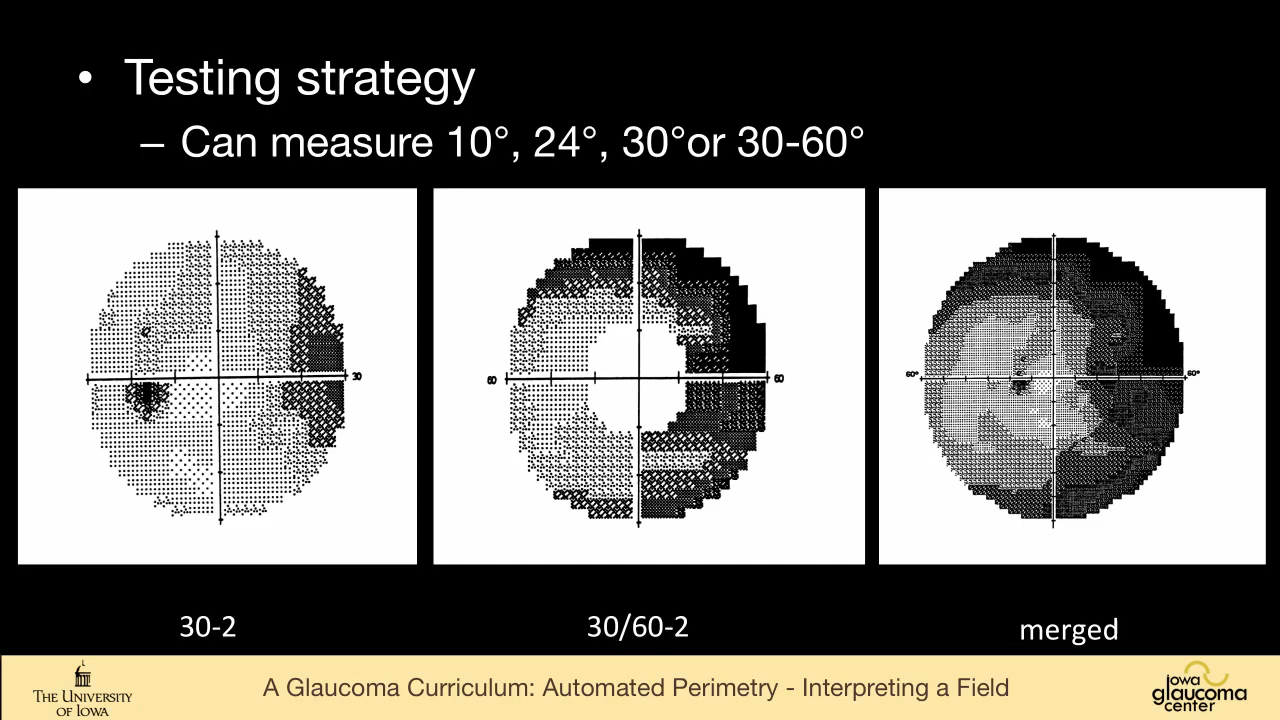 • Testing strategy
– Can measure 10°, 24°, 30°or 30-60°
30
60
60
60°
60°
30-2
30/60-2
merged
THE UNIVERSITY
OF IOWA
A Glaucoma Curriculum: Automated Perimetry - Interpreting a Field
iowa
glaucoma
center